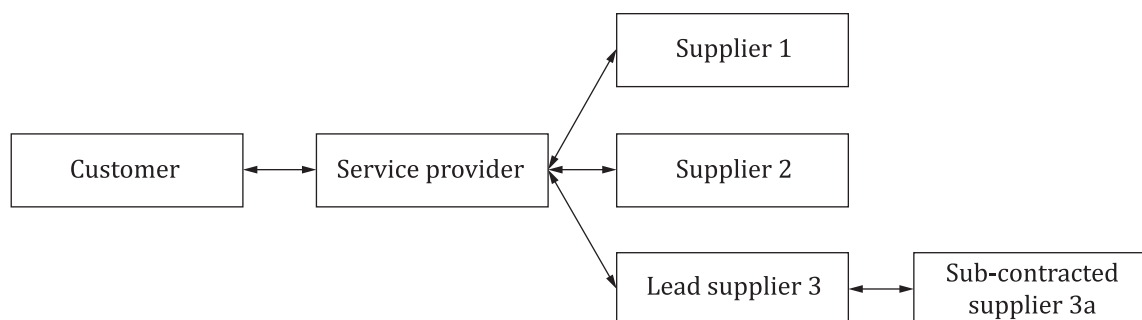 Supplier 1
Customer
Service provider
Supplier 2
Lead supplier 3
Sub-contracted
supplier 3a